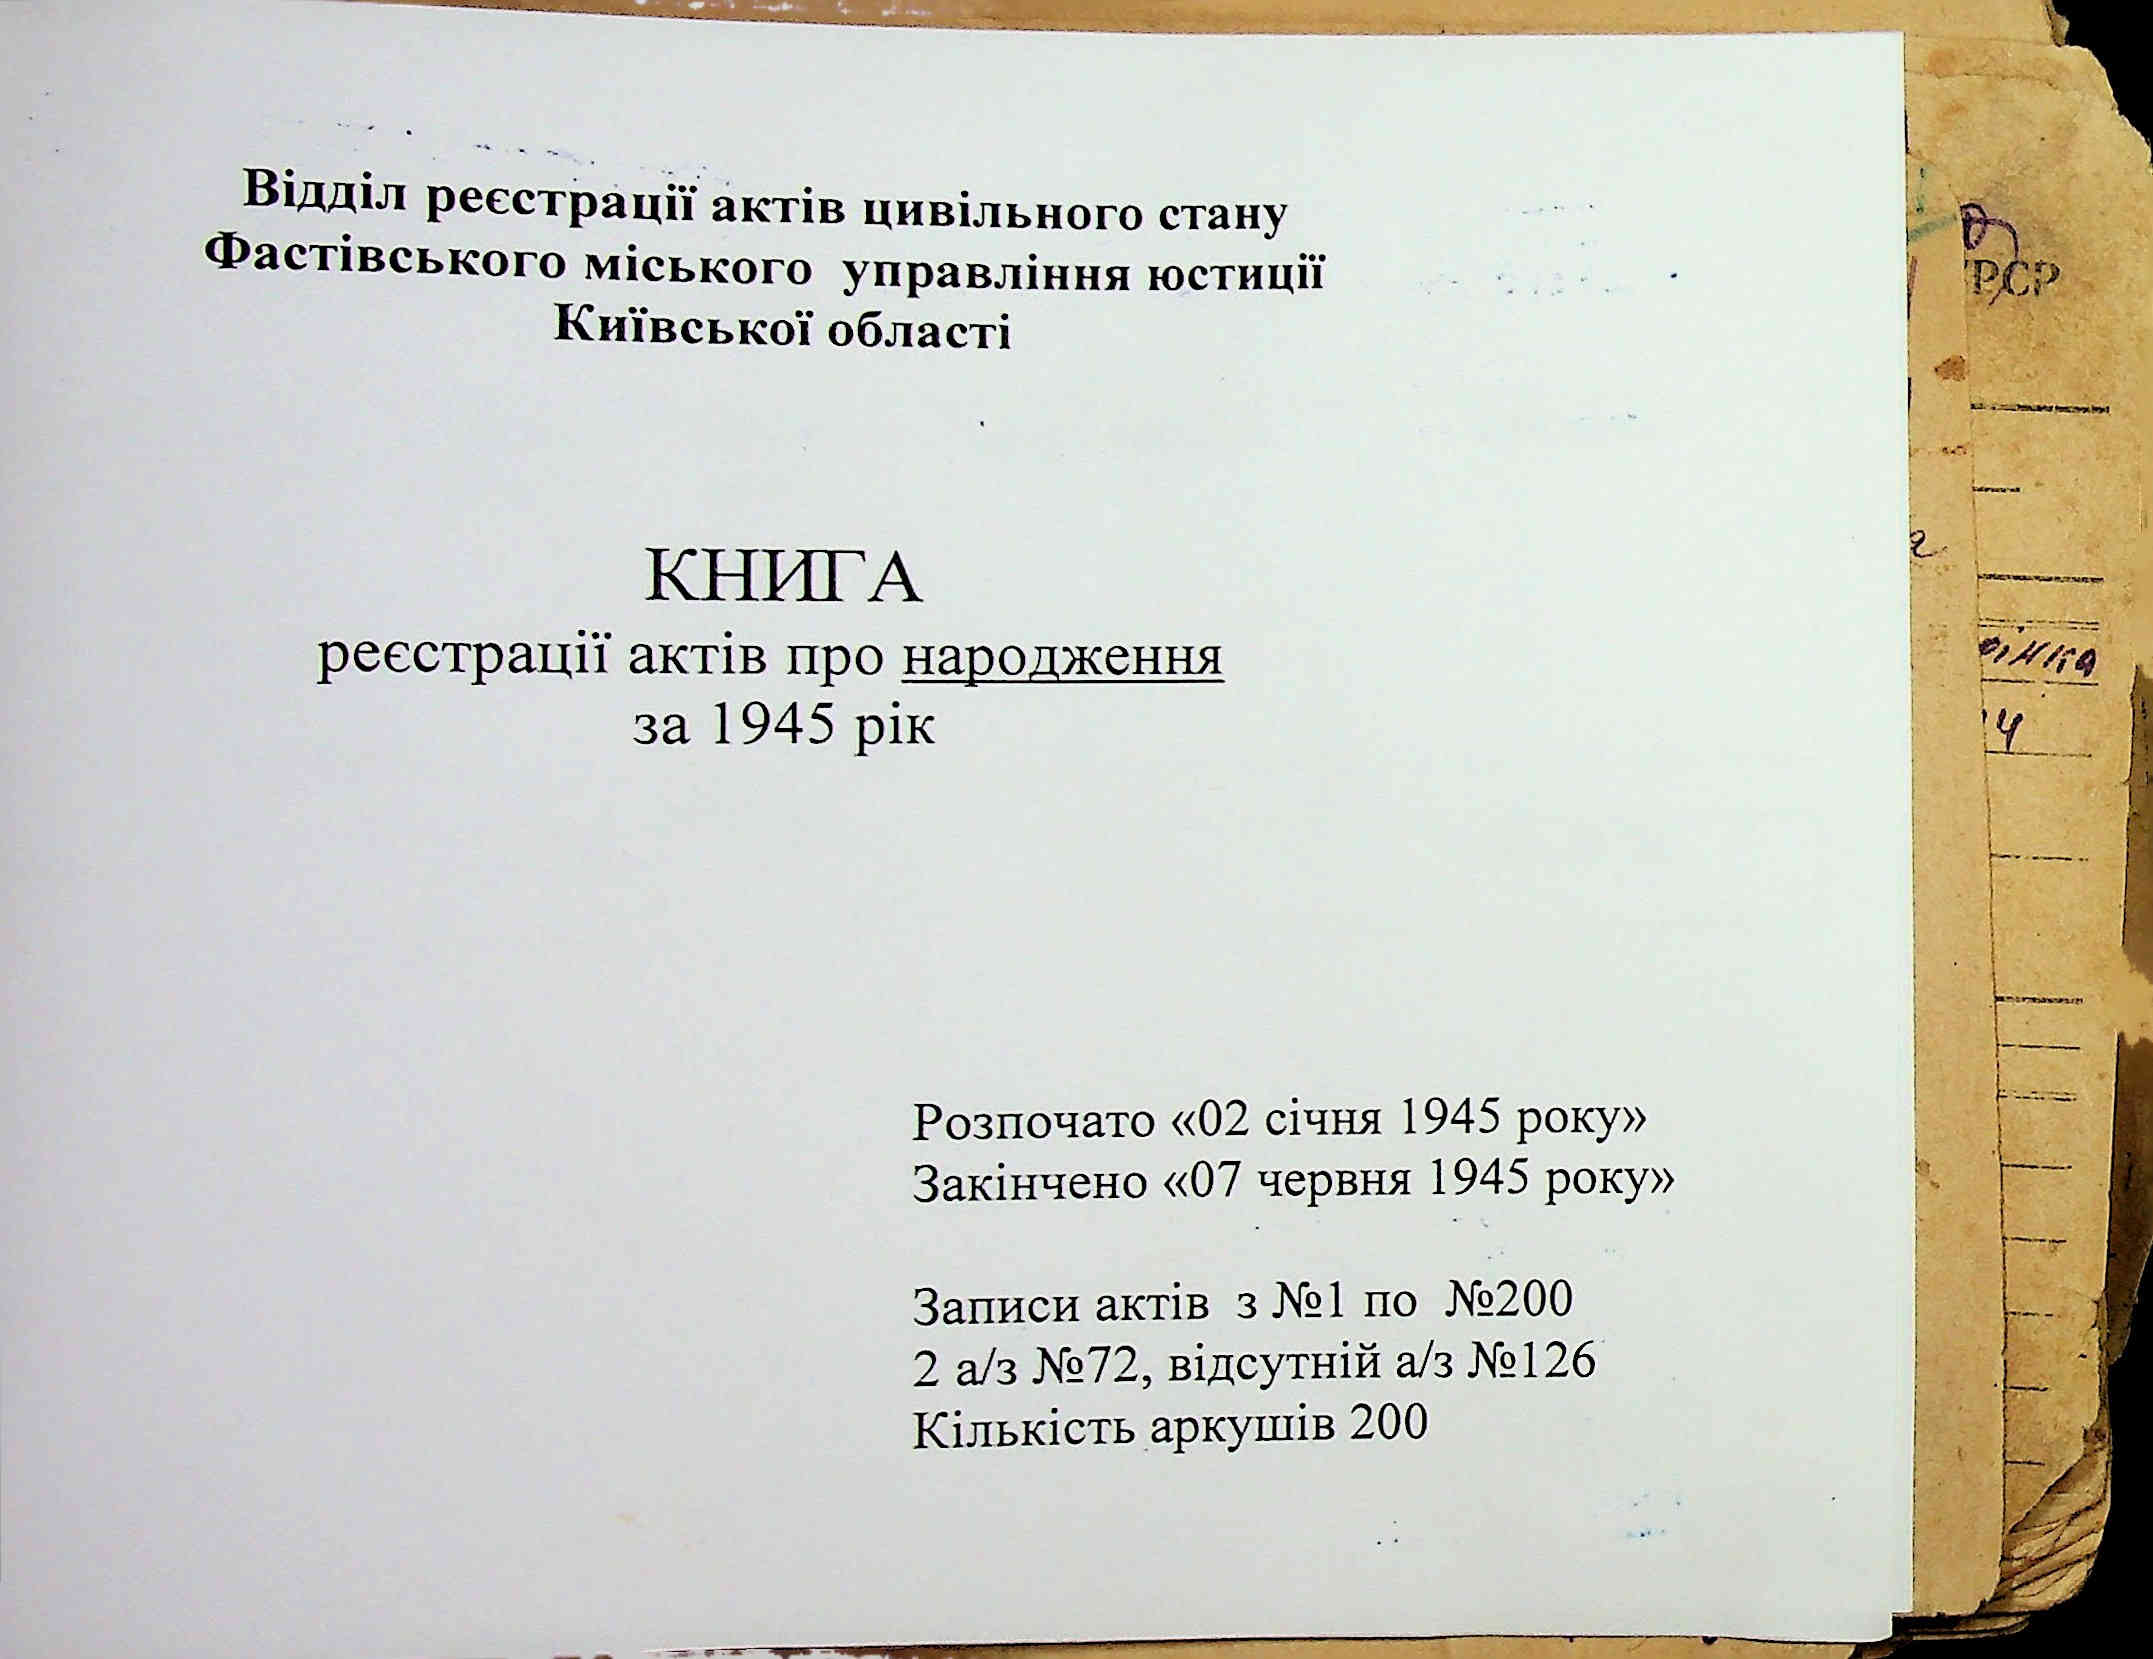 Відділ реєстрації актів цивільного стану
Фастівського міського управління юстиції
Київської області
КНИГА
реєстрації актів про народження
за 1945 рік
Розпочато «02 січня 1945 року»
Закінчено «07 червня 1945 року»
Записи актів з №1 по №200
2 а/з №72, відсутній а/з №126
Кількість аркушів 200
УРСР